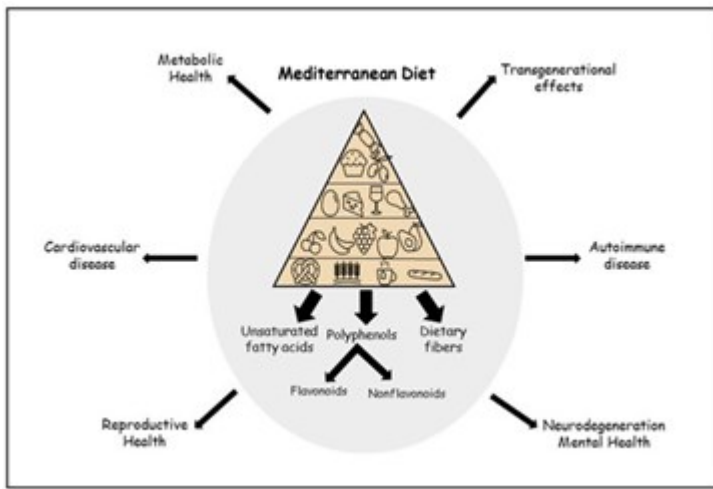 Metabolic
Health
Mediterranean Diet
Transgenerational
effects
Cardiovascular
disease
Autoimmune
disease
Unsaturated
fatty acids
Polyphenols
Dietary
fibers
Flavonoids
Nonflavonoids
Reproductive
Health
Neurodegeneration
Mental Health